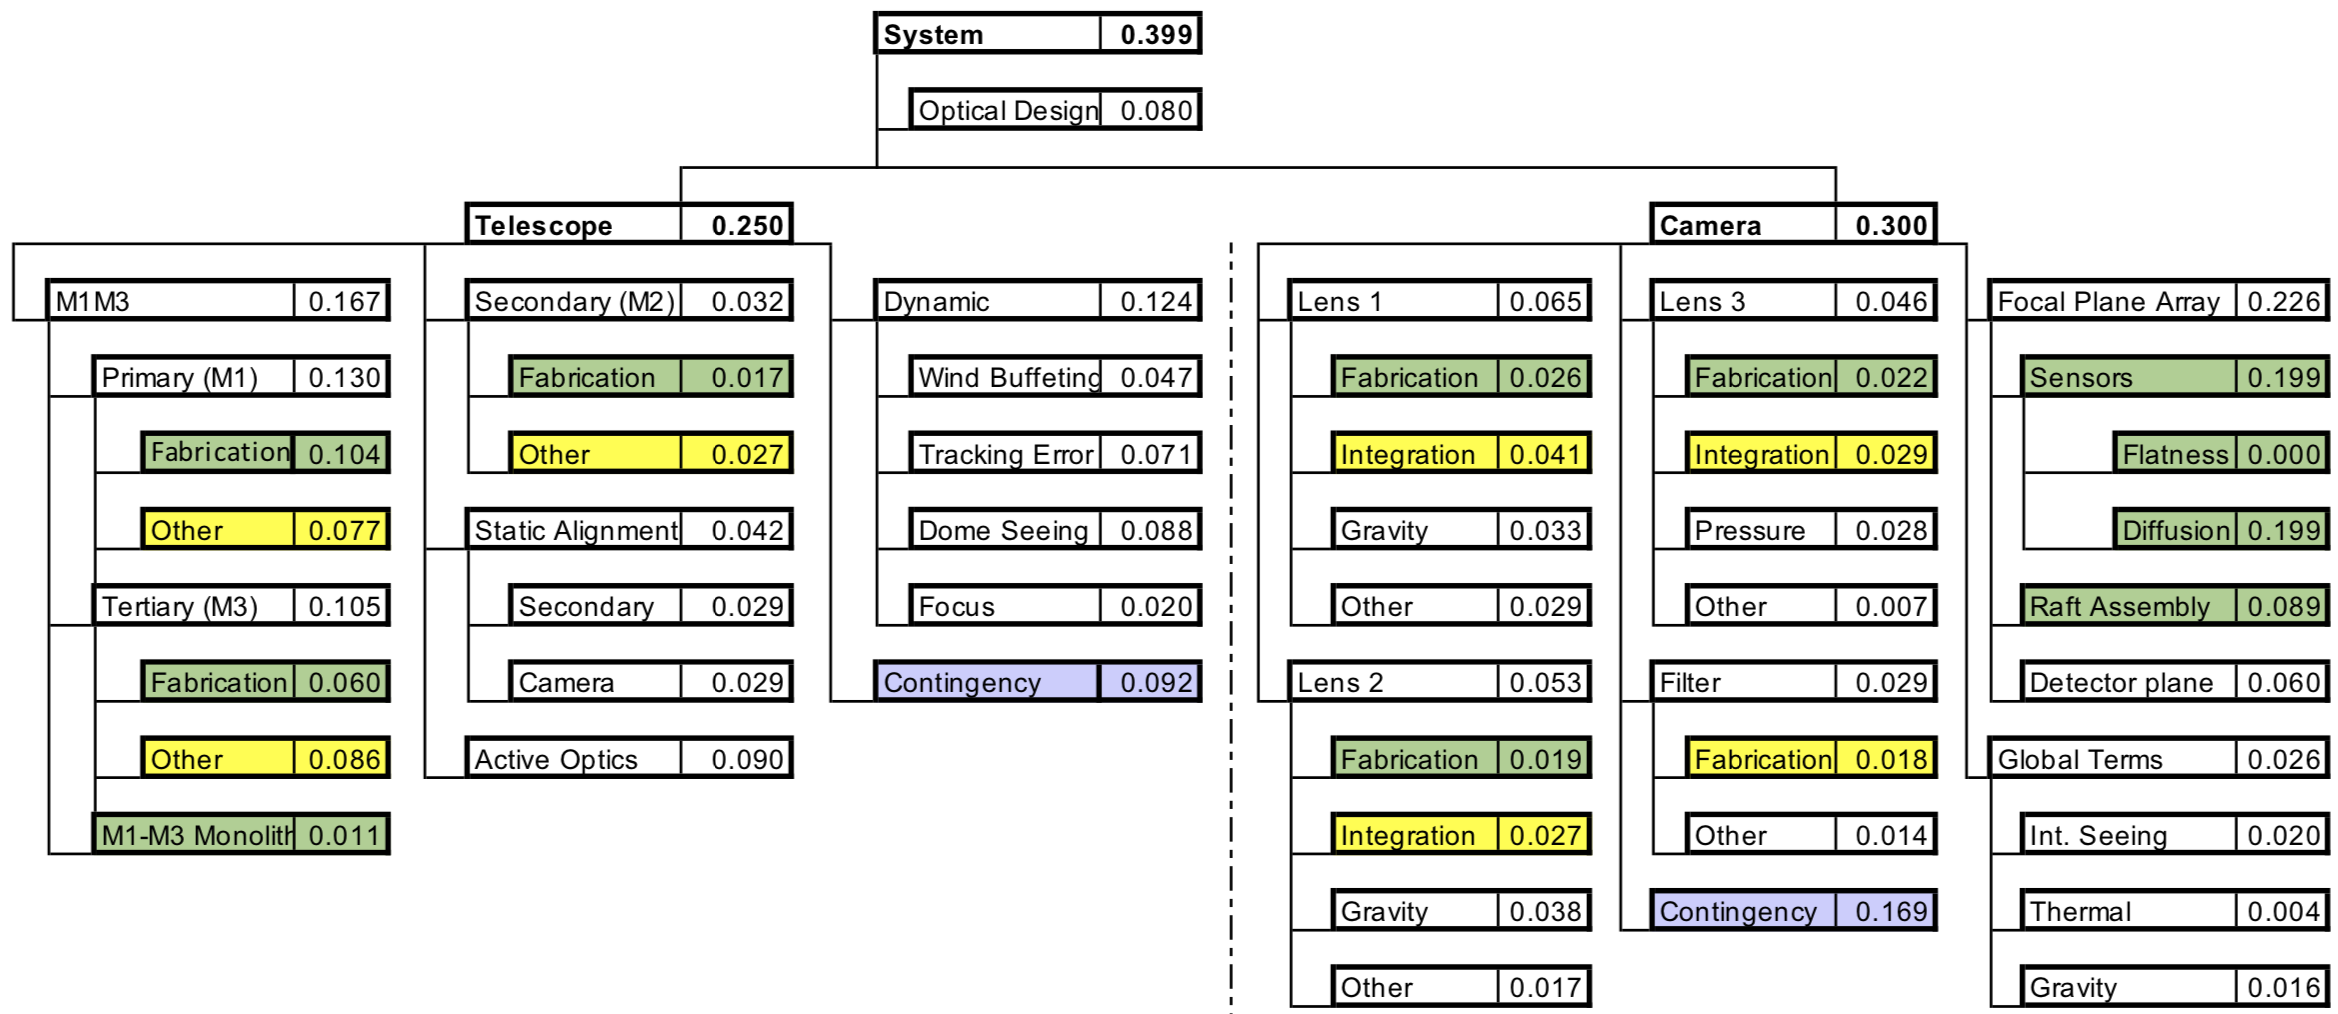 System 0.399
Optical Design 0.080
Telescope 0.250
Camera 0.300
M1M3 0.167
Primary (M1) 0.130
Fabrication 0.104
Other 0.077
Tertiary (M3) 0.105
Fabrication 0.060
Other 0.086
M1-M3 Monolith 0.011
Secondary (M2) 0.032
Fabrication 0.017
Other 0.027
Static Alignment 0.042
Secondary 0.029
Camera 0.029
Active Optics 0.090
Dynamic 0.124
Wind Buffeting 0.047
Tracking Error 0.071
Dome Seeing 0.088
Focus 0.020
Contingency 0.092
Lens 1 0.065
Fabrication 0.026
Integration 0.041
Gravity 0.033
Other 0.029
Lens 2 0.053
Fabrication 0.019
Integration 0.027
Gravity 0.038
Other 0.017
Lens 3 0.046
Fabrication 0.022
Integration 0.029
Pressure 0.028
Other 0.007
Filter 0.029
Fabrication 0.018
Other 0.014
Contingency 0.169
Focal Plane Array 0.226
Sensors 0.199
Flatness 0.000
Diffusion 0.199
Raft Assembly 0.089
Detector plane 0.060
Global Terms 0.026
Int. Seeing 0.020
Thermal 0.004
Gravity 0.016